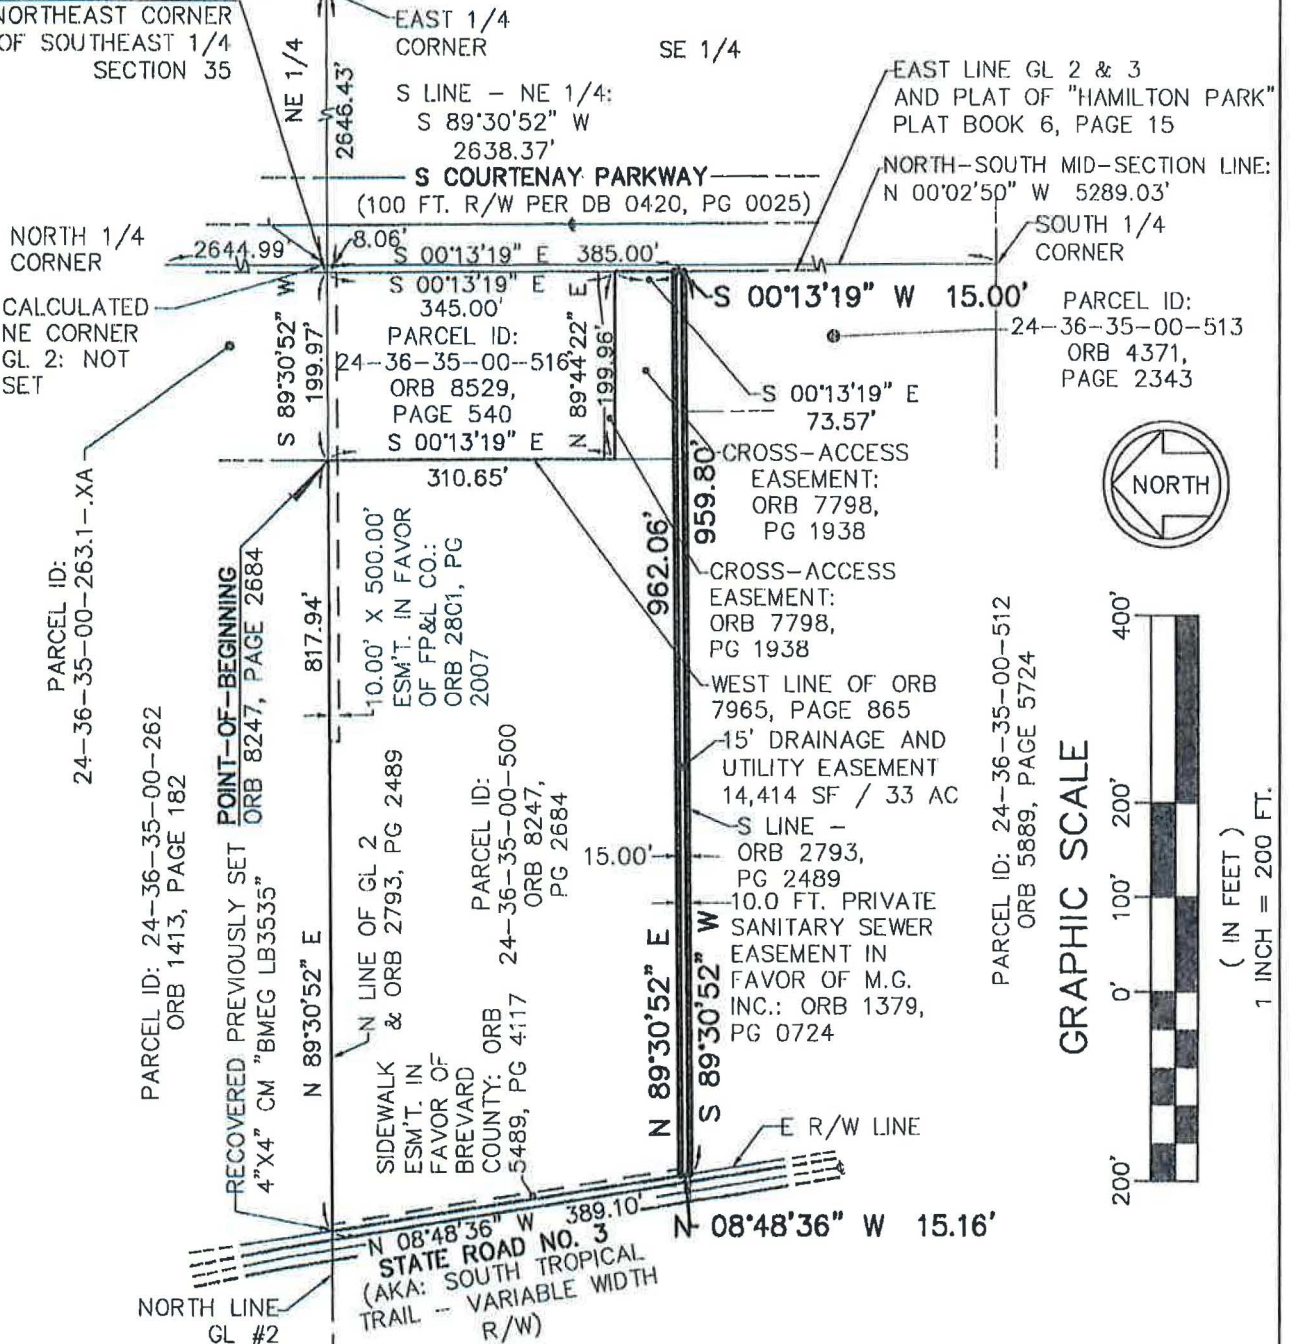 NORTHEAST CORNER
OF SOUTHEAST 1/4
SECTION 35
NE 1/4
2646.43'
EAST 1/4
CORNER
SE 1/4
S LINE - NE 1/4:
S 89°30'52" W
2638.37'
EAST LINE GL 2 & 3
AND PLAT OF "HAMILTON PARK"
PLAT BOOK 6, PAGE 15
S COURTENAY PARKWAY
(100 FT. R/W PER DB 0420, PG 0025)
NORTH-SOUTH MID-SECTION LINE:
N 00°02'50" W 5289.03'
NORTH 1/4
CORNER
2644.99'
8.06'
S 00°13'19" E 385.00'
SOUTH 1/4
CORNER
CALCULATED
NE CORNER
GL 2: NOT
SET
S 89°30'52" W
199.97'
S 00°13'19" E
345.00'
PARCEL ID:
24-36-35-00-516
ORB 8529,
PAGE 540
S 00°13'19" E
310.65'
N 89°44'22" E
199.96'
S 00°13'19" W 15.00'
PARCEL ID:
24-36-35-00-513
ORB 4371,
PAGE 2343
S 00°13'19" E
73.57'
CROSS-ACCESS
EASEMENT:
ORB 7798,
PG 1938
NORTH
PARCEL ID:
24-36-35-00-263.1-.XA
POINT-OF-BEGINNING
ORB 8247, PAGE 2684
817.94'
10.00' X 500.00'
ESM'T. IN FAVOR
OF FP&L CO.:
ORB 2801, PG
2007
962.06'
959.80'
CROSS-ACCESS
EASEMENT:
ORB 7798,
PG 1938
WEST LINE OF ORB
7965, PAGE 865
15' DRAINAGE AND
UTILITY EASEMENT
14,414 SF / 33 AC
S LINE -
ORB 2793,
PG 2489
15.00'
10.0 FT. PRIVATE
SANITARY SEWER
EASEMENT IN
FAVOR OF M.G.
INC.: ORB 1379,
PG 0724
PARCEL ID: 24-36-35-00-512
ORB 5889, PAGE 5724
GRAPHIC SCALE
400'
200'
100'
0'
200'
( IN FEET )
1 INCH = 200 FT.
PARCEL ID: 24-36-35-00-262
ORB 1413, PAGE 182
RECOVERED PREVIOUSLY SET
4"X4" CM "BMEG LB3535"
N 89°30'52" E
N LINE OF GL 2
& ORB 2793, PG 2489
PARCEL ID:
24-36-35-00-500
ORB 8247,
PG 2684
SIDEWALK
ESM'T. IN
FAVOR OF
BREVARD
COUNTY: ORB
5489, PG 4117
N 89°30'52" E
S 89°30'52" W
E R/W LINE
N 08°48'36" W 389.10'
N 08°48'36" W 15.16'
STATE ROAD NO. 3
(AKA: SOUTH TROPICAL
TRAIL - VARIABLE WIDTH
R/W)
NORTH LINE
GL #2